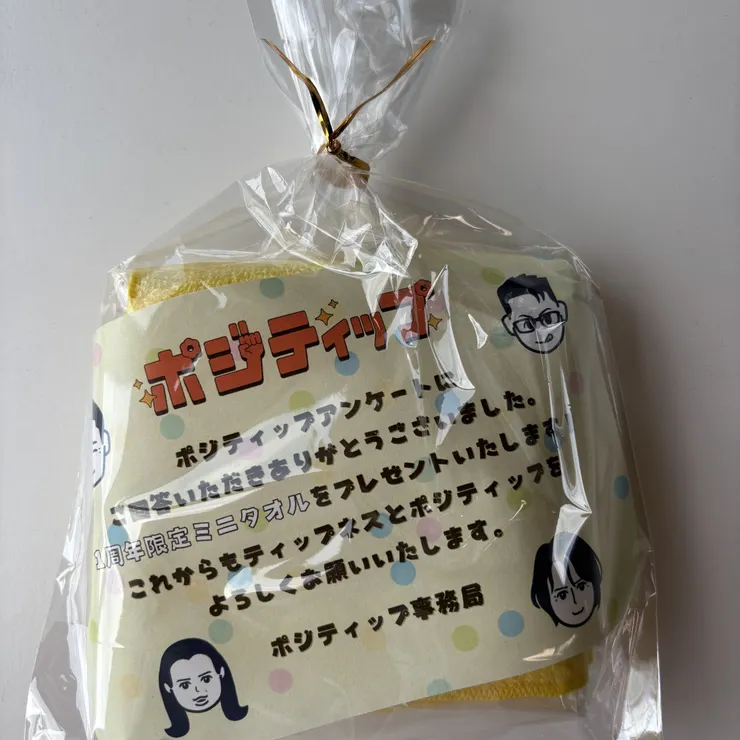 ポジティップ
ポジティップアンケートに
ご回答いただきありがとうございました。
1周年限定ミニタオルをプレゼントいたします
これからもティップネスとポジティップを
よろしくお願いいたします。
ポジティップ事務局